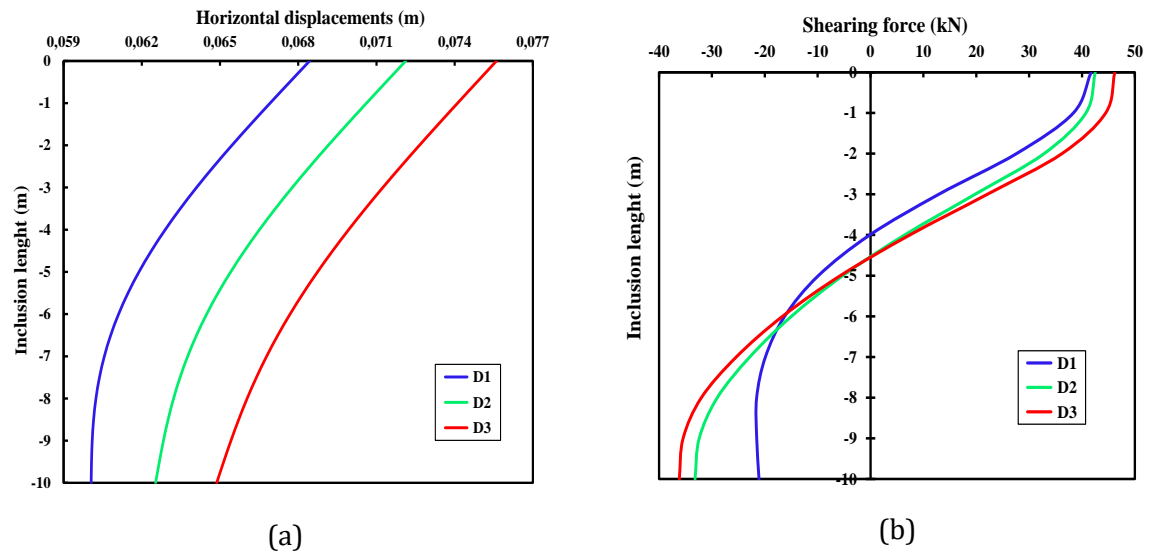 Horizontal displacements (m)
0,059 0,062 0,065 0,068 0,071 0,074 0,077
0
-1
-2
-3
-4
-5
-6
-7
-8
-9
-10
Inclusion lenght (m)
D1
D2
D3
(a)
Shearing force (kN)
-40 -30 -20 -10 0 10 20 30 40 50
0
-1
-2
-3
-4
-5
-6
-7
-8
-9
-10
Inclusion lenght (m)
D1
D2
D3
(b)